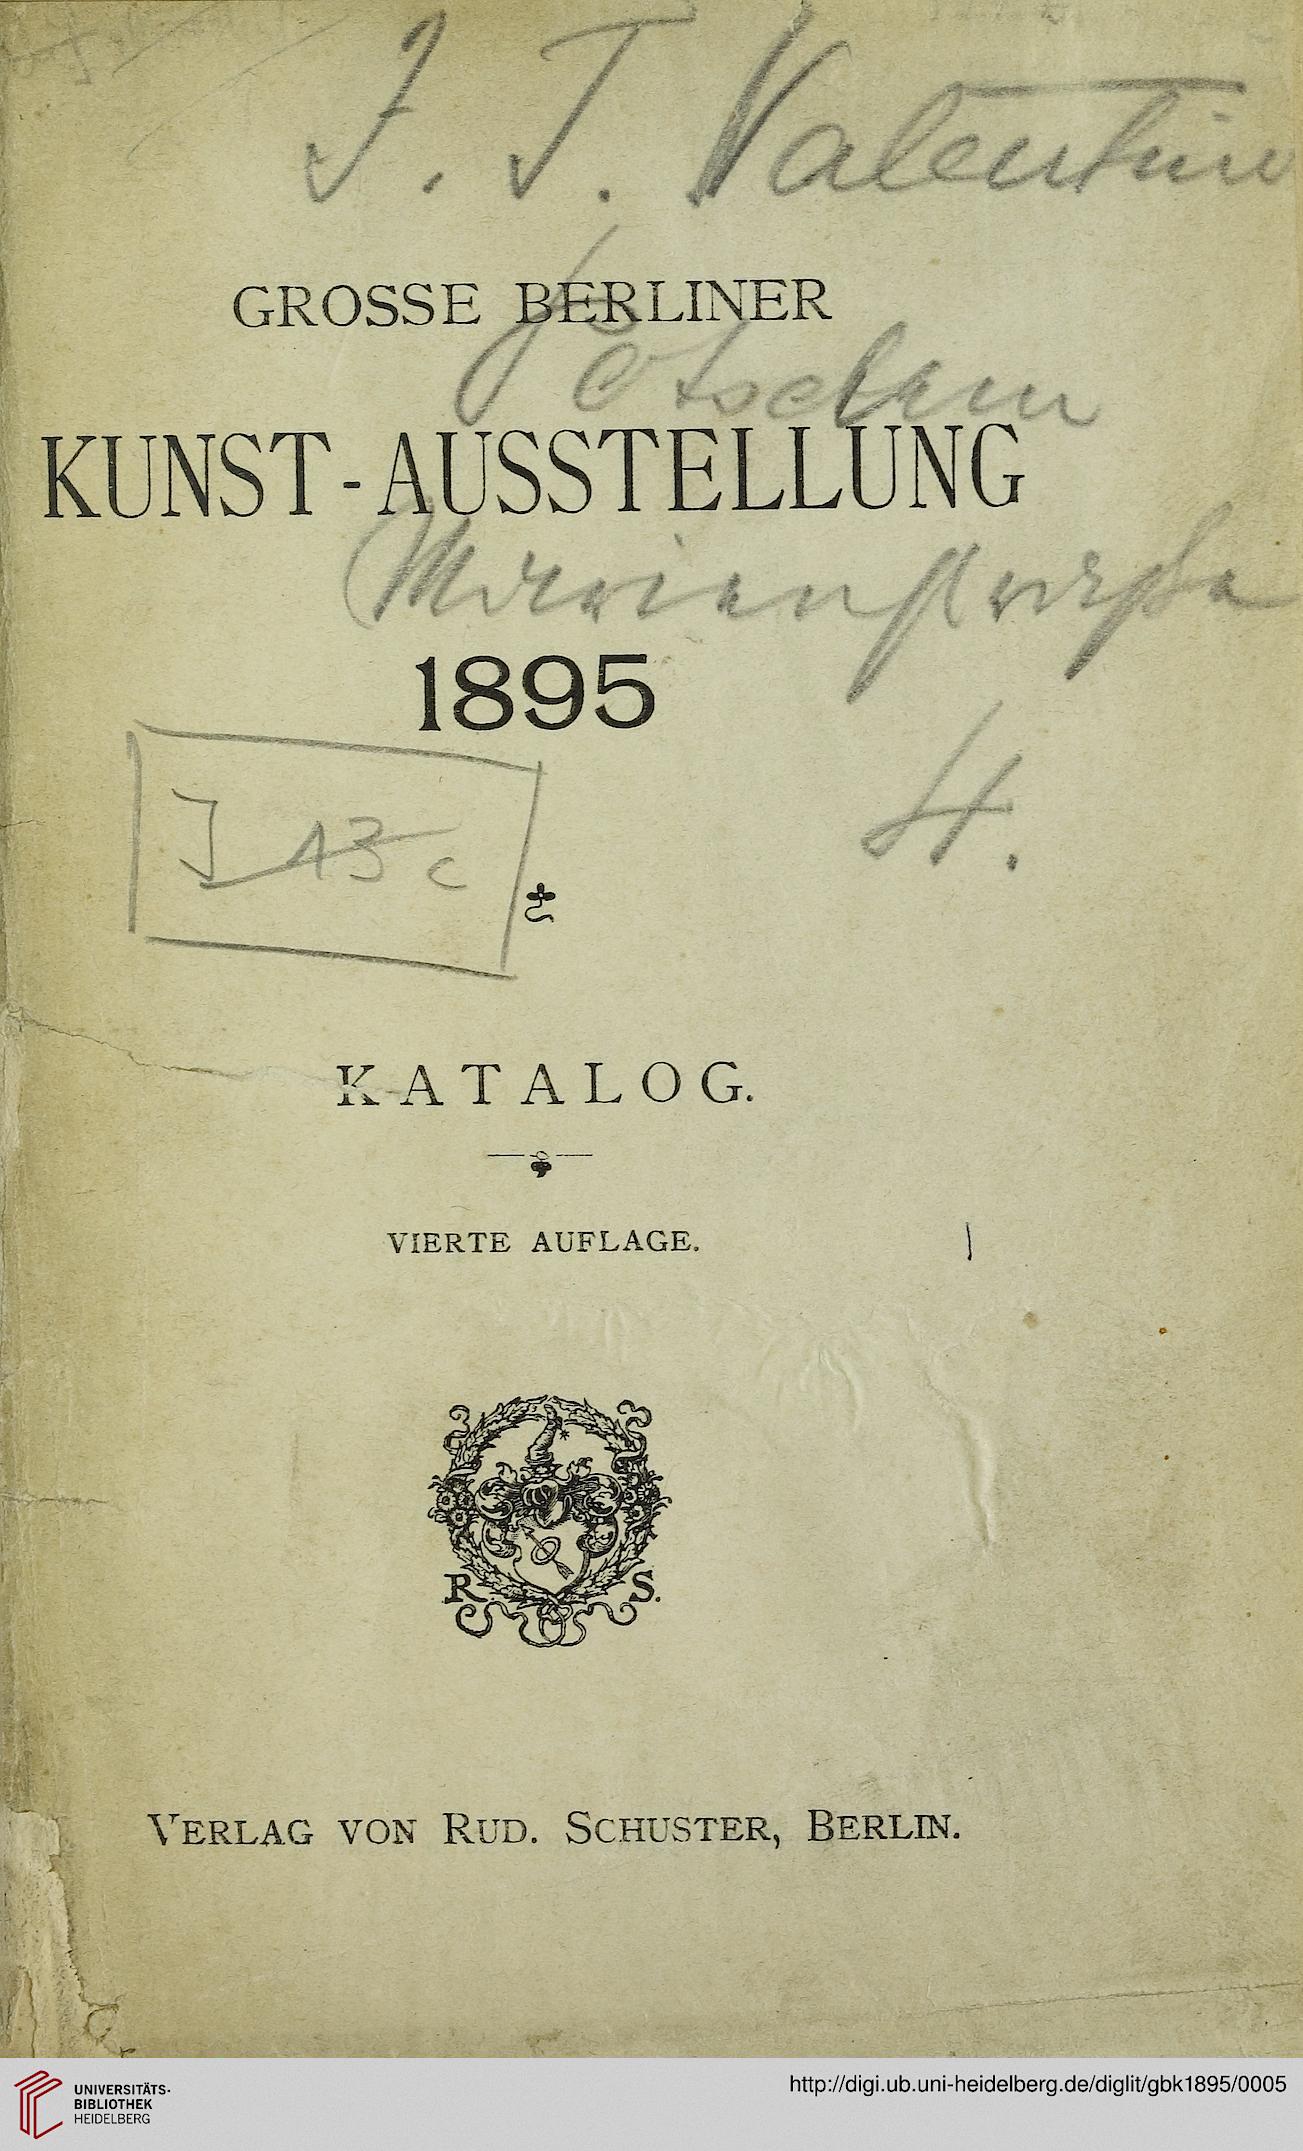 J. T. Valentin
GROSSE BERLINER
KUNST-AUSSTELLUNG
Marienstraße
1895
J 13 c
KATALOG.
VIERTE AUFLAGE.
R. S.
VERLAG VON RUD. SCHUSTER, BERLIN.
UNIVERSITÄTS-
BIBLIOTHEK
HEIDELBERG
http://digi.ub.uni-heidelberg.de/diglit/gbk1895/0005